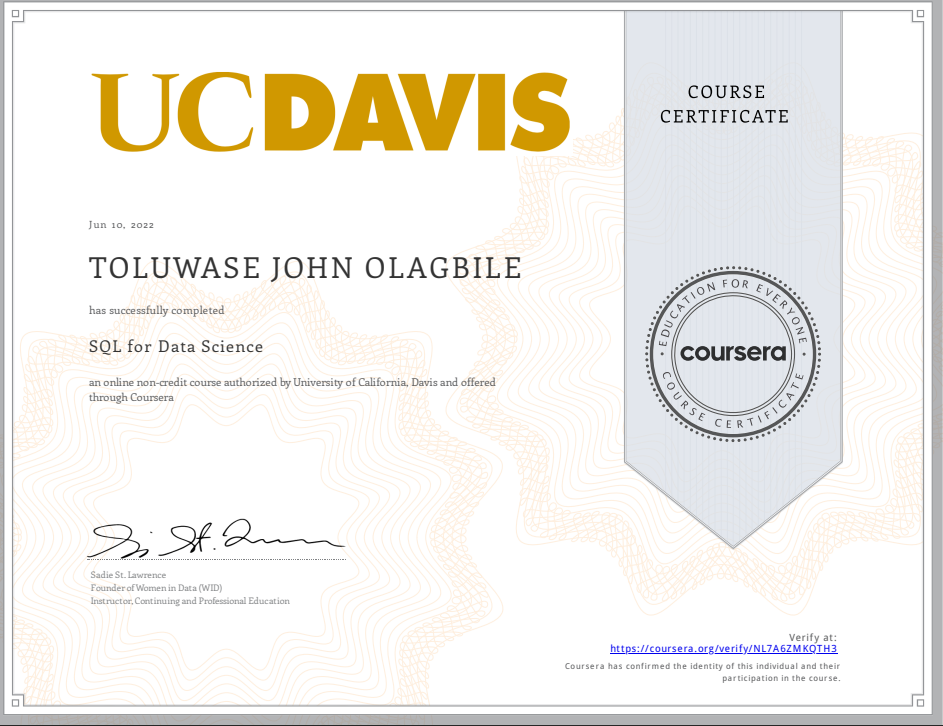 UCDAVIS
COURSE
CERTIFICATE
Jun 10, 2022
TOLUWASE JOHN OLAGBILE
has successfully completed
SQL for Data Science
an online non-credit course authorized by University of California, Davis and offered
through Coursera
EDUCATION FOR EVERYONE
coursera
COURSE CERTIFICATE
Sadie St. Lawrence
Founder of Women in Data (WID)
Instructor, Continuing and Professional Education
Verify at:
https://coursera.org/verify/NL7A6ZMKQTH3
Coursera has confirmed the identity of this individual and their
participation in the course.